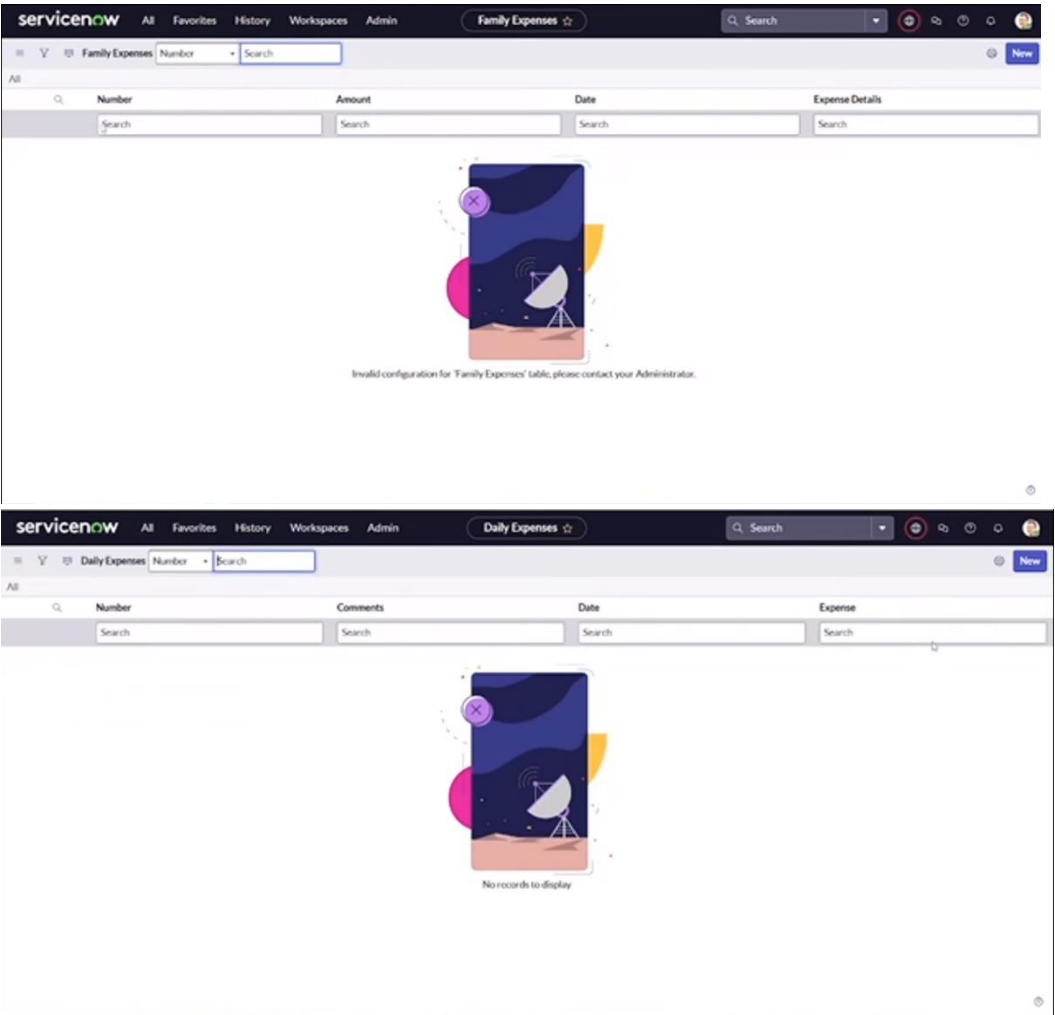 servicenow All Favorites History Workspaces Admin Family Expenses Search
Family Expenses Number Search New
All
Number Amount Date Expense Details
Search Search Search Search
Invalid configuration for 'Family Expenses' table, please contact your Administrator.
servicenow All Favorites History Workspaces Admin Daily Expenses Search
Daily Expenses Number Search New
All
Number Comments Date Expense
Search Search Search Search
No records to display